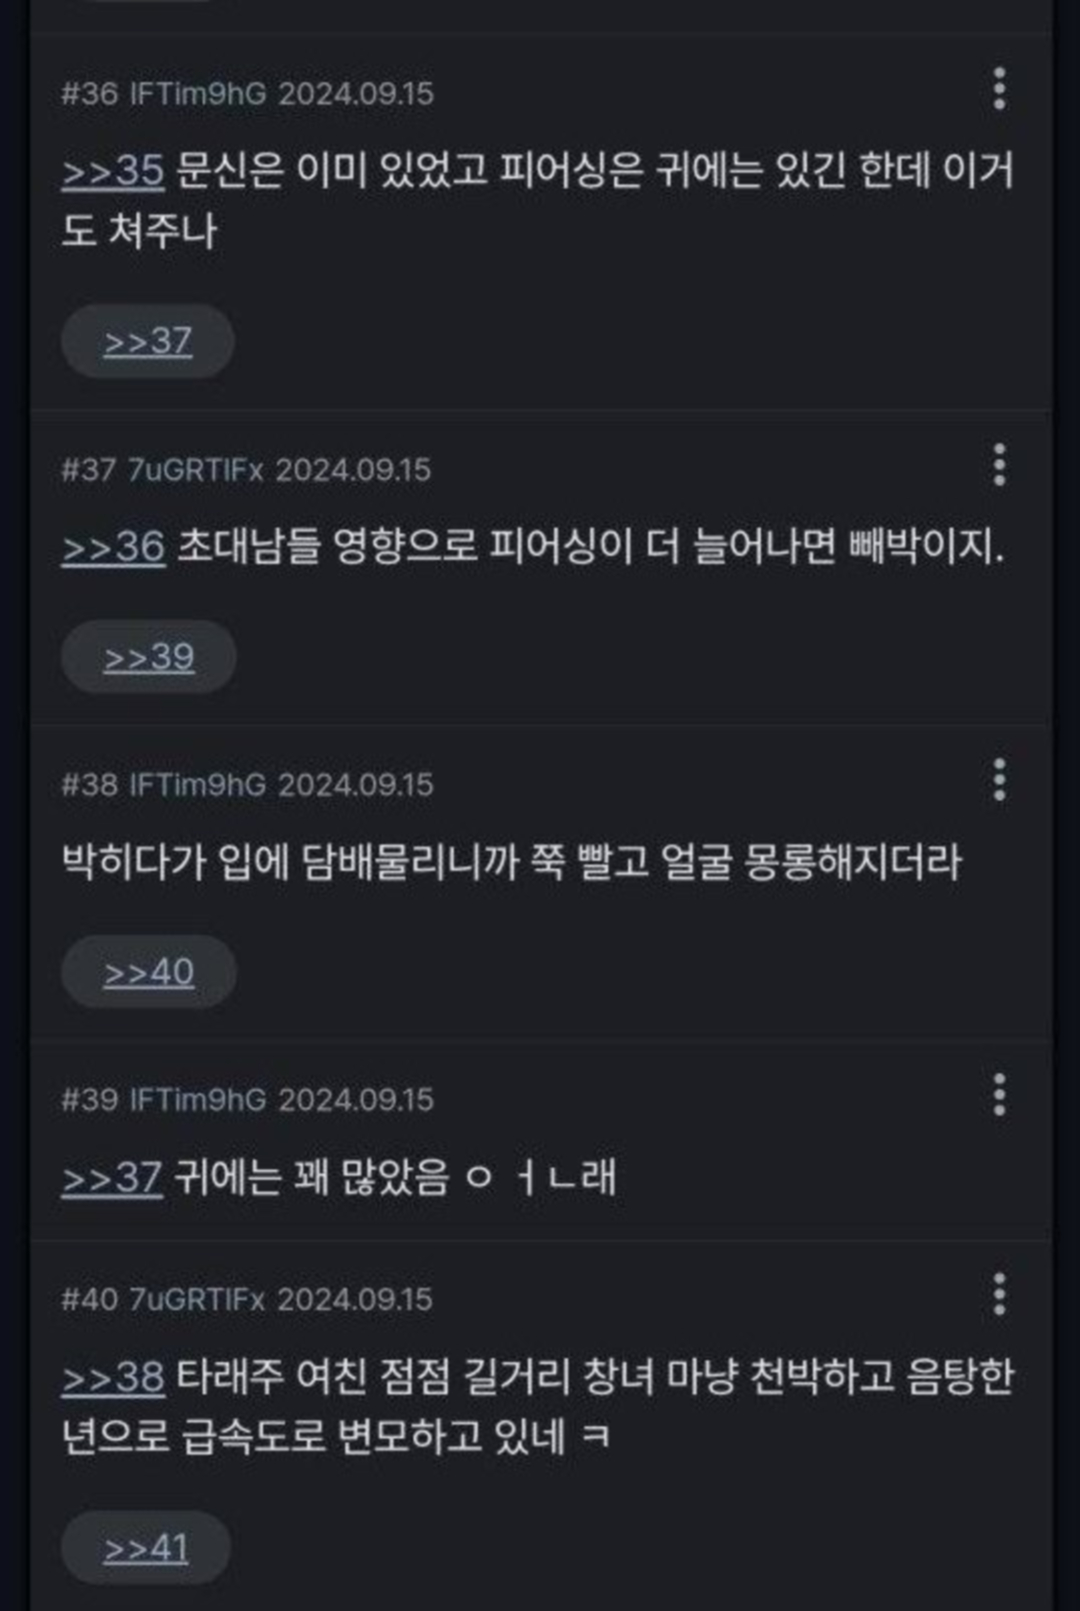 #36 IFTim9hG 2024.09.15
>>35 문신은 이미 있었고 피어싱은 귀에는 있긴 한데 이거
도 쳐주나
>>37
#37 7uGRTIFx 2024.09.15
>>36 초대남들 영향으로 피어싱이 더 늘어나면 빼박이지.
>>39
#38 IFTim9hG 2024.09.15
박히다가 입에 담배물리니까 쭉 빨고 얼굴 몽롱해지더라
>>40
#39 IFTim9hG 2024.09.15
>>37 귀에는 꽤 많았음 ㅇ ㅓㄴ래
#40 7uGRTIFx 2024.09.15
>>38 타래주 여친 점점 길거리 창녀 마냥 천박하고 음탕한
년으로 급속도로 변모하고 있네 ㅋ
>>41